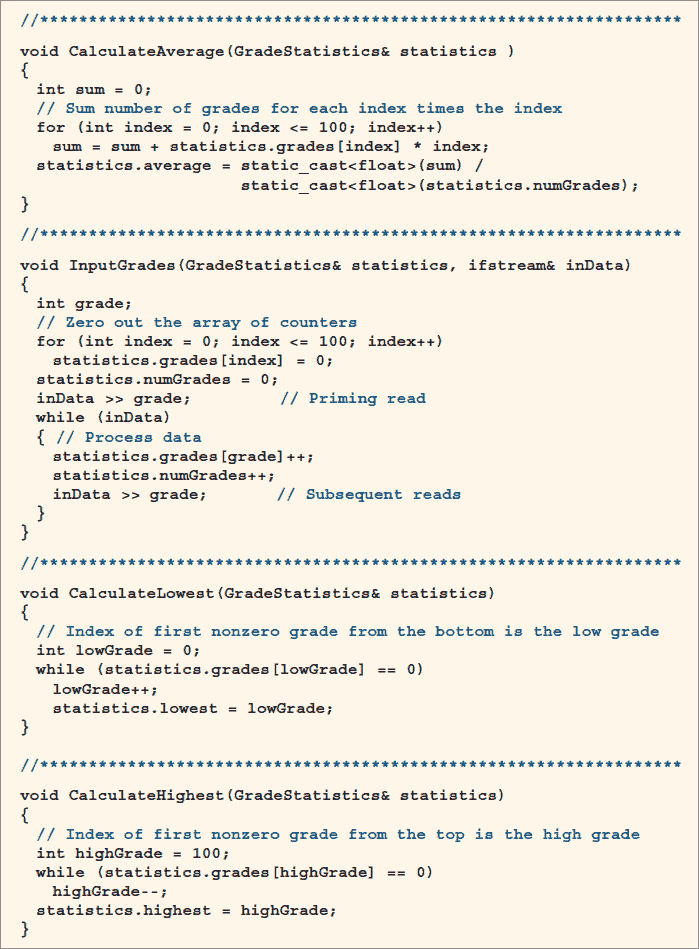 //******************************************************************
void CalculateAverage(GradeStatistics& statistics )
{
  int sum = 0;
  // Sum number of grades for each index times the index
  for (int index = 0; index <= 100; index++)
    sum = sum + statistics.grades[index] * index;
  statistics.average = static_cast<float>(sum) /
                       static_cast<float>(statistics.numGrades);
}
//******************************************************************
void InputGrades(GradeStatistics& statistics, ifstream& inData)
{
  int grade;
  // Zero out the array of counters
  for (int index = 0; index <= 100; index++)
    statistics.grades[index] = 0;
  statistics.numGrades = 0;
  inData >> grade;           // Priming read
  while (inData)
  { // Process data
    statistics.grades[grade]++;
    statistics.numGrades++;
    inData >> grade;         // Subsequent reads
  }
}
//******************************************************************
void CalculateLowest(GradeStatistics& statistics)
{
  // Index of first nonzero grade from the bottom is the low grade
  int lowGrade = 0;
  while (statistics.grades[lowGrade] == 0)
    lowGrade++;
    statistics.lowest = lowGrade;
}
//******************************************************************
void CalculateHighest(GradeStatistics& statistics)
{
  // Index of first nonzero grade from the top is the high grade
  int highGrade = 100;
  while (statistics.grades[highGrade] == 0)
    highGrade--;
  statistics.highest = highGrade;
}